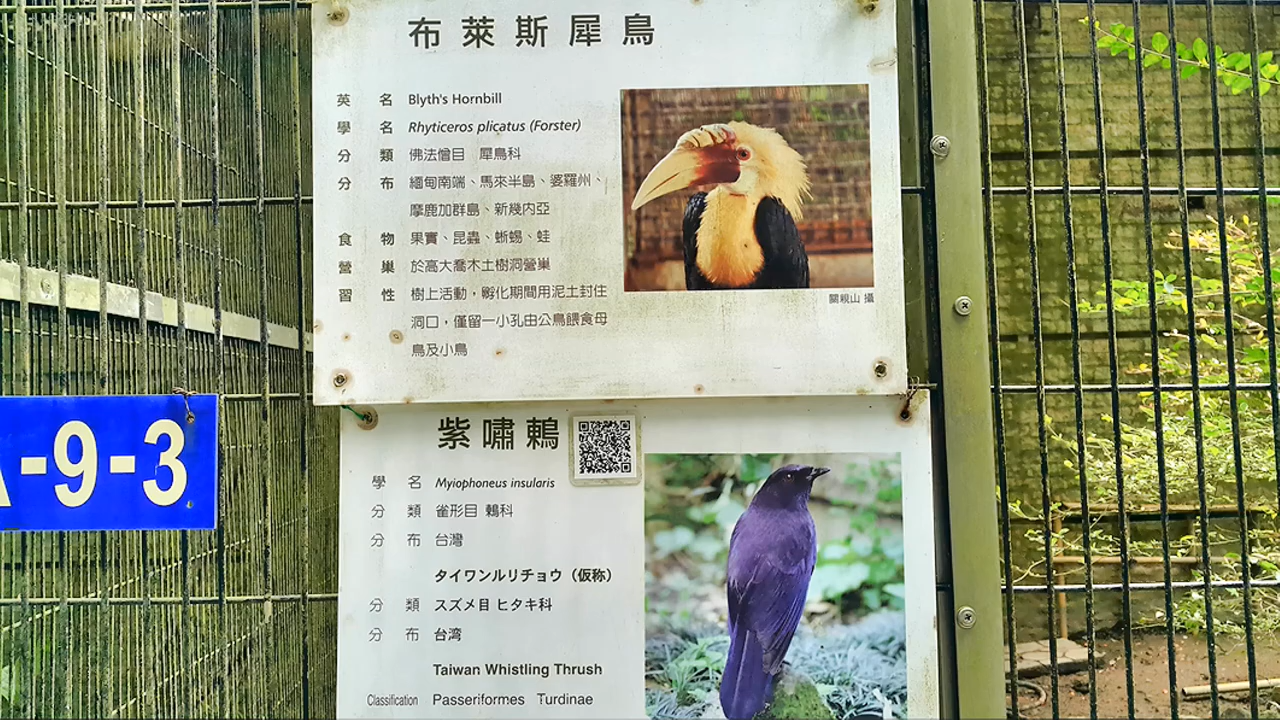 布萊斯犀鳥
英名 Blyth's Hornbill
學名 Rhyticeros plicatus (Forster)
分類 佛法僧目 犀鳥科
分布 緬甸南端、馬來半島、婆羅州、
摩鹿加群島、新幾內亞
食物 果實、昆蟲、蜥蜴、蛙
營巢 於高大喬木土樹洞營巢
習性 樹上活動，孵化期間用泥土封住
洞口，僅留一小孔由公鳥餵食母
鳥及小鳥
關親山 攝
-9-3
紫嘯鶇
學名 Myiophoneus insularis
分類 雀形目 鶇科
分布 台灣
タイワンルリチョウ（仮称）
分類 スズメ目 ヒタキ科
分布 台湾
Taiwan Whistling Thrush
Classification Passeriformes Turdinae